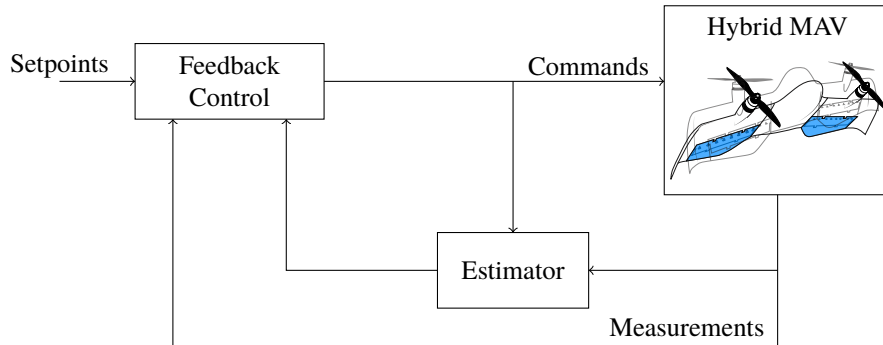 Hybrid MAV
Setpoints
Feedback
Control
Commands
Estimator
Measurements